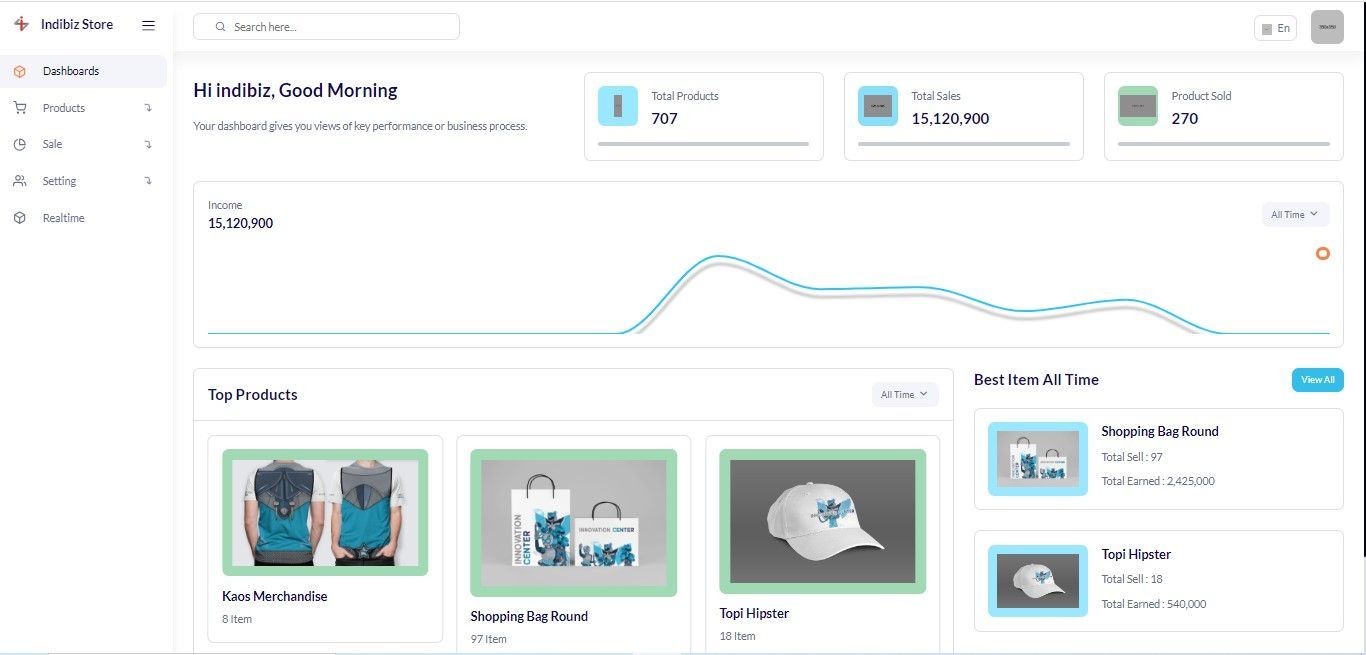 Indibiz Store
Search here...
En
Dashboards
Products
Sale
Setting
Realtime
Hi indibiz, Good Morning
Your dashboard gives you views of key performance or business process.
Total Products
707
Total Sales
15,120,900
Product Sold
270
Income
15,120,900
All Time
Top Products
All Time
INNOVATION CENTER
INNOVATION CENTER
Kaos Merchandise
8 Item
Shopping Bag Round
97 Item
Topi Hipster
18 Item
Best Item All Time
View All
Shopping Bag Round
Total Sell : 97
Total Earned : 2,425,000
Topi Hipster
Total Sell : 18
Total Earned : 540,000